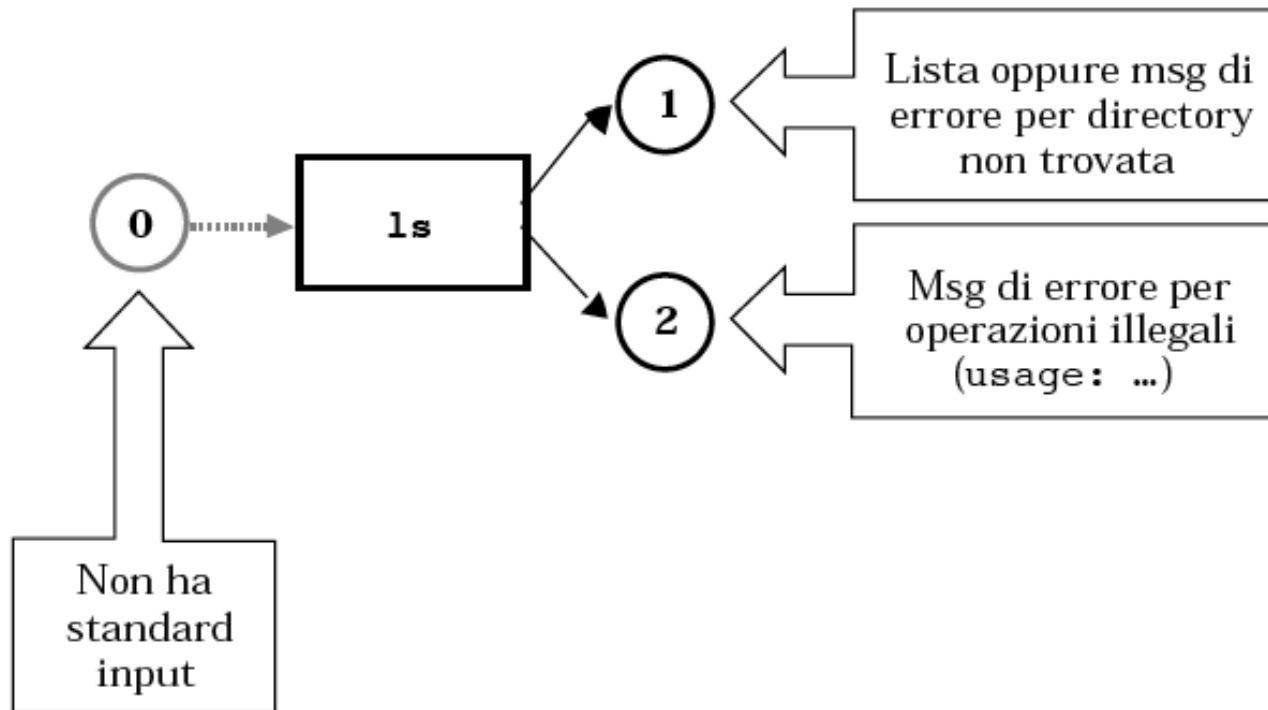 0
ls
1
2
Lista oppure msg di
errore per directory
non trovata
Msg di errore per
operazioni illegali
(usage: …)
Non ha
standard
input